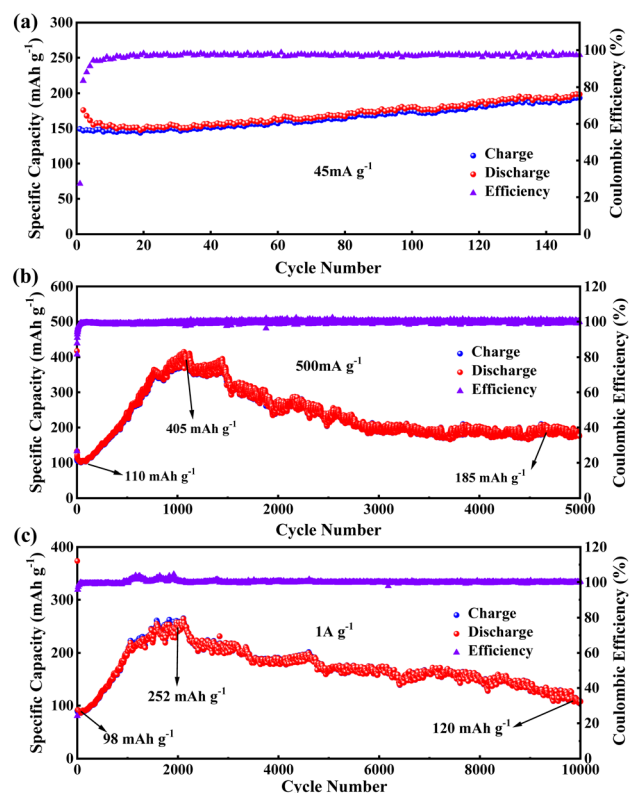 (a)
300
250
200
150
100
50
0
120
100
80
60
40
20
0
0 20 40 60 80 100 120 140
Specific Capacity (mAh g-1)
Coulombic Efficiency (%)
Charge
Discharge
Efficiency
45mA g-1
Cycle Number
(b)
600
500
400
300
200
100
0
120
100
80
60
40
20
0
0 1000 2000 3000 4000 5000
Specific Capacity (mAh g-1)
Coulombic Efficiency (%)
500mA g-1
Charge
Discharge
Efficiency
405 mAh g-1
110 mAh g-1
185 mAh g-1
Cycle Number
(c)
400
300
200
100
0
120
100
80
60
40
20
0
0 2000 4000 6000 8000 10000
Specific Capacity (mAh g-1)
Coulombic Efficiency (%)
1A g-1
Charge
Discharge
Efficiency
252 mAh g-1
98 mAh g-1
120 mAh g-1
Cycle Number